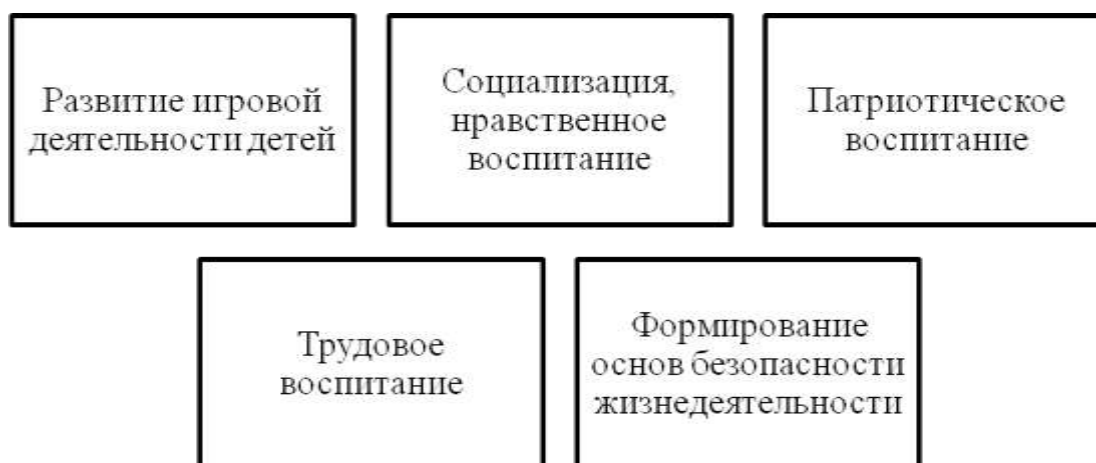 Развитие игровой
деятельности детей
Социализация,
нравственное
воспитание
Патриотическое
воспитание
Трудовое
воспитание
Формирование
основ безопасности
жизнедеятельности